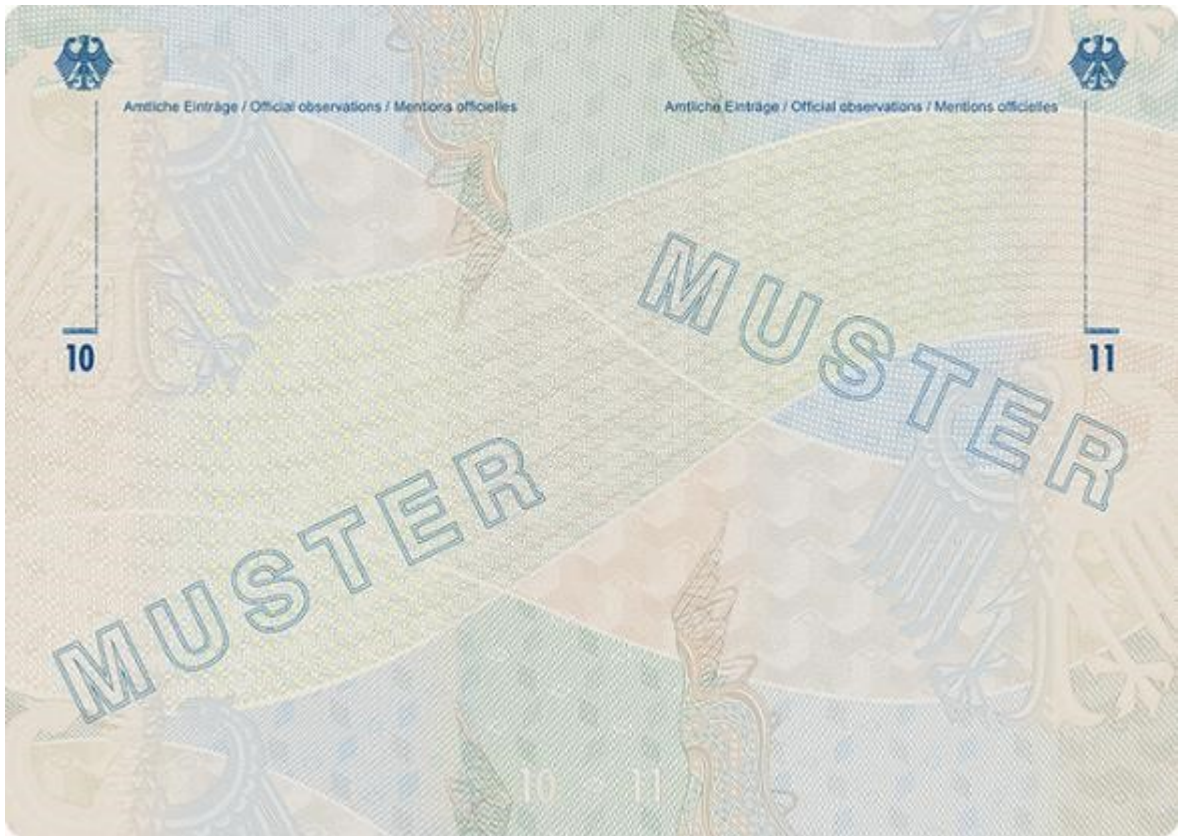 Amtliche Einträge / Official observations / Mentions officielles
10
MUSTER
Amtliche Einträge / Official observations / Mentions officielles
11
MUSTER
10 11